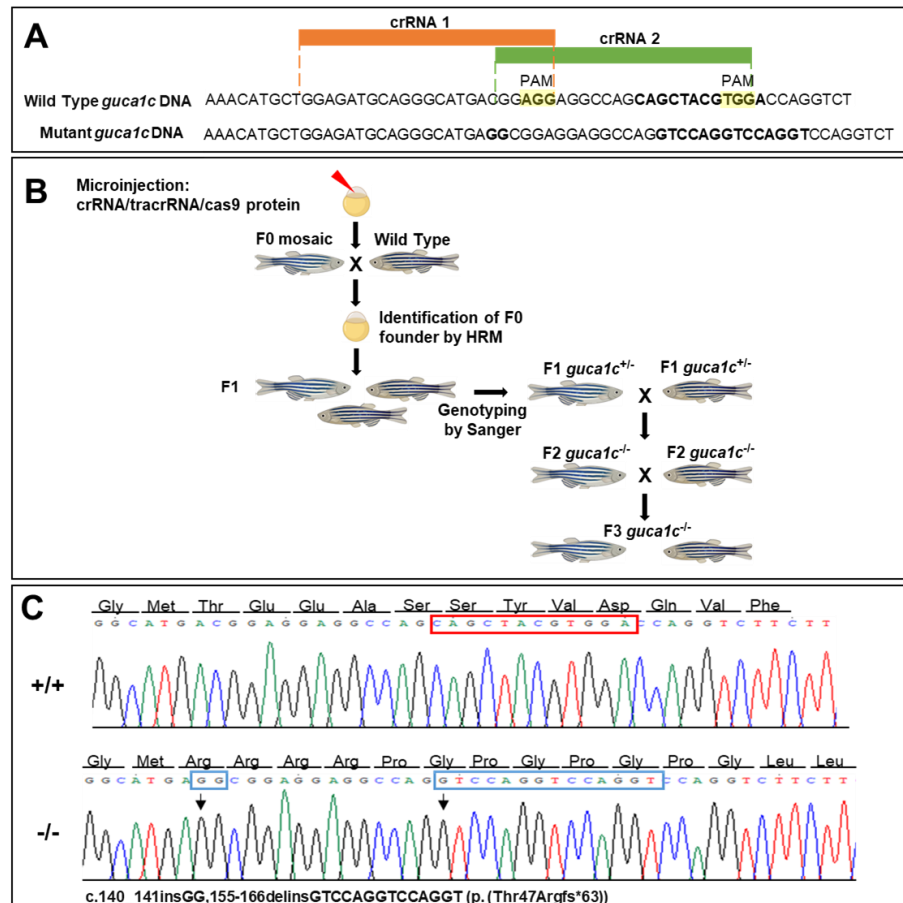 A
crRNA 1
crRNA 2
PAM PAM
Wild Type guca1c DNA AAACATGCTGGAGATGCAGGGCATGACGGAGGAGGCCAGCAGCTACGTGGACCAGGTCT
Mutant guca1c DNA AAACATGCTGGAGATGCAGGGCATGAGGCGGAGGAGGCCAGGTCCAGGTCCAGGTCCAGGTCT
B
Microinjection:
crRNA/tracrRNA/cas9 protein
F0 mosaic X Wild Type
Identification of F0
founder by HRM
F1
Genotyping
by Sanger
F1 guca1c+/- X F1 guca1c+/-
F2 guca1c-/- X F2 guca1c-/-
F3 guca1c-/-
C
Gly Met Thr Glu Glu Ala Ser Ser Tyr Val Asp Gln Val Phe
G G C A T G A C G G A G G A G G C C A G C A G C T A C G T G G A C C A G G T C T T C T T
+/+
Gly Met Arg Arg Arg Arg Pro Gly Pro Gly Pro Gly Pro Gly Leu Leu
G G C A T G A G G C G G A G G A G G C C A G G T C C A G G T C C A G G T C C A G G T C T T C T T
-/-
c.140_141insGG,155-166delinsGTCCAGGTCCAGGT (p.(Thr47Argfs*63))